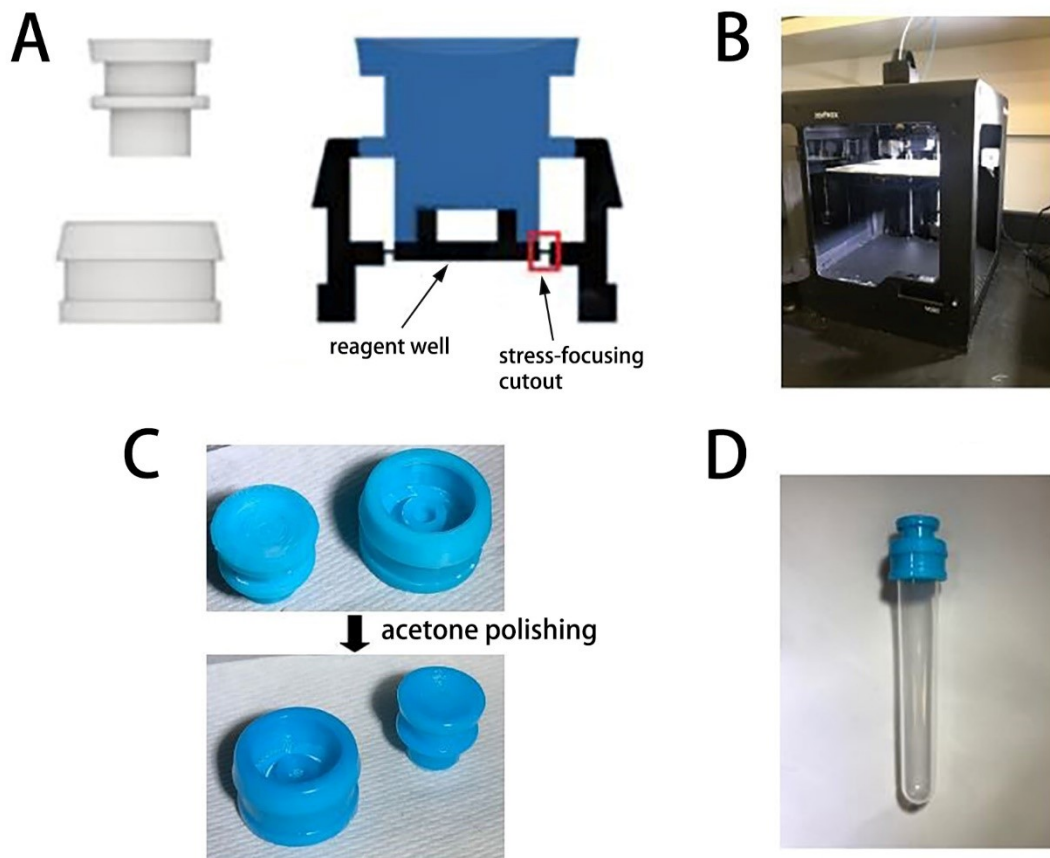 A
B
reagent well
stress-focusing
cutout
C
D
acetone polishing